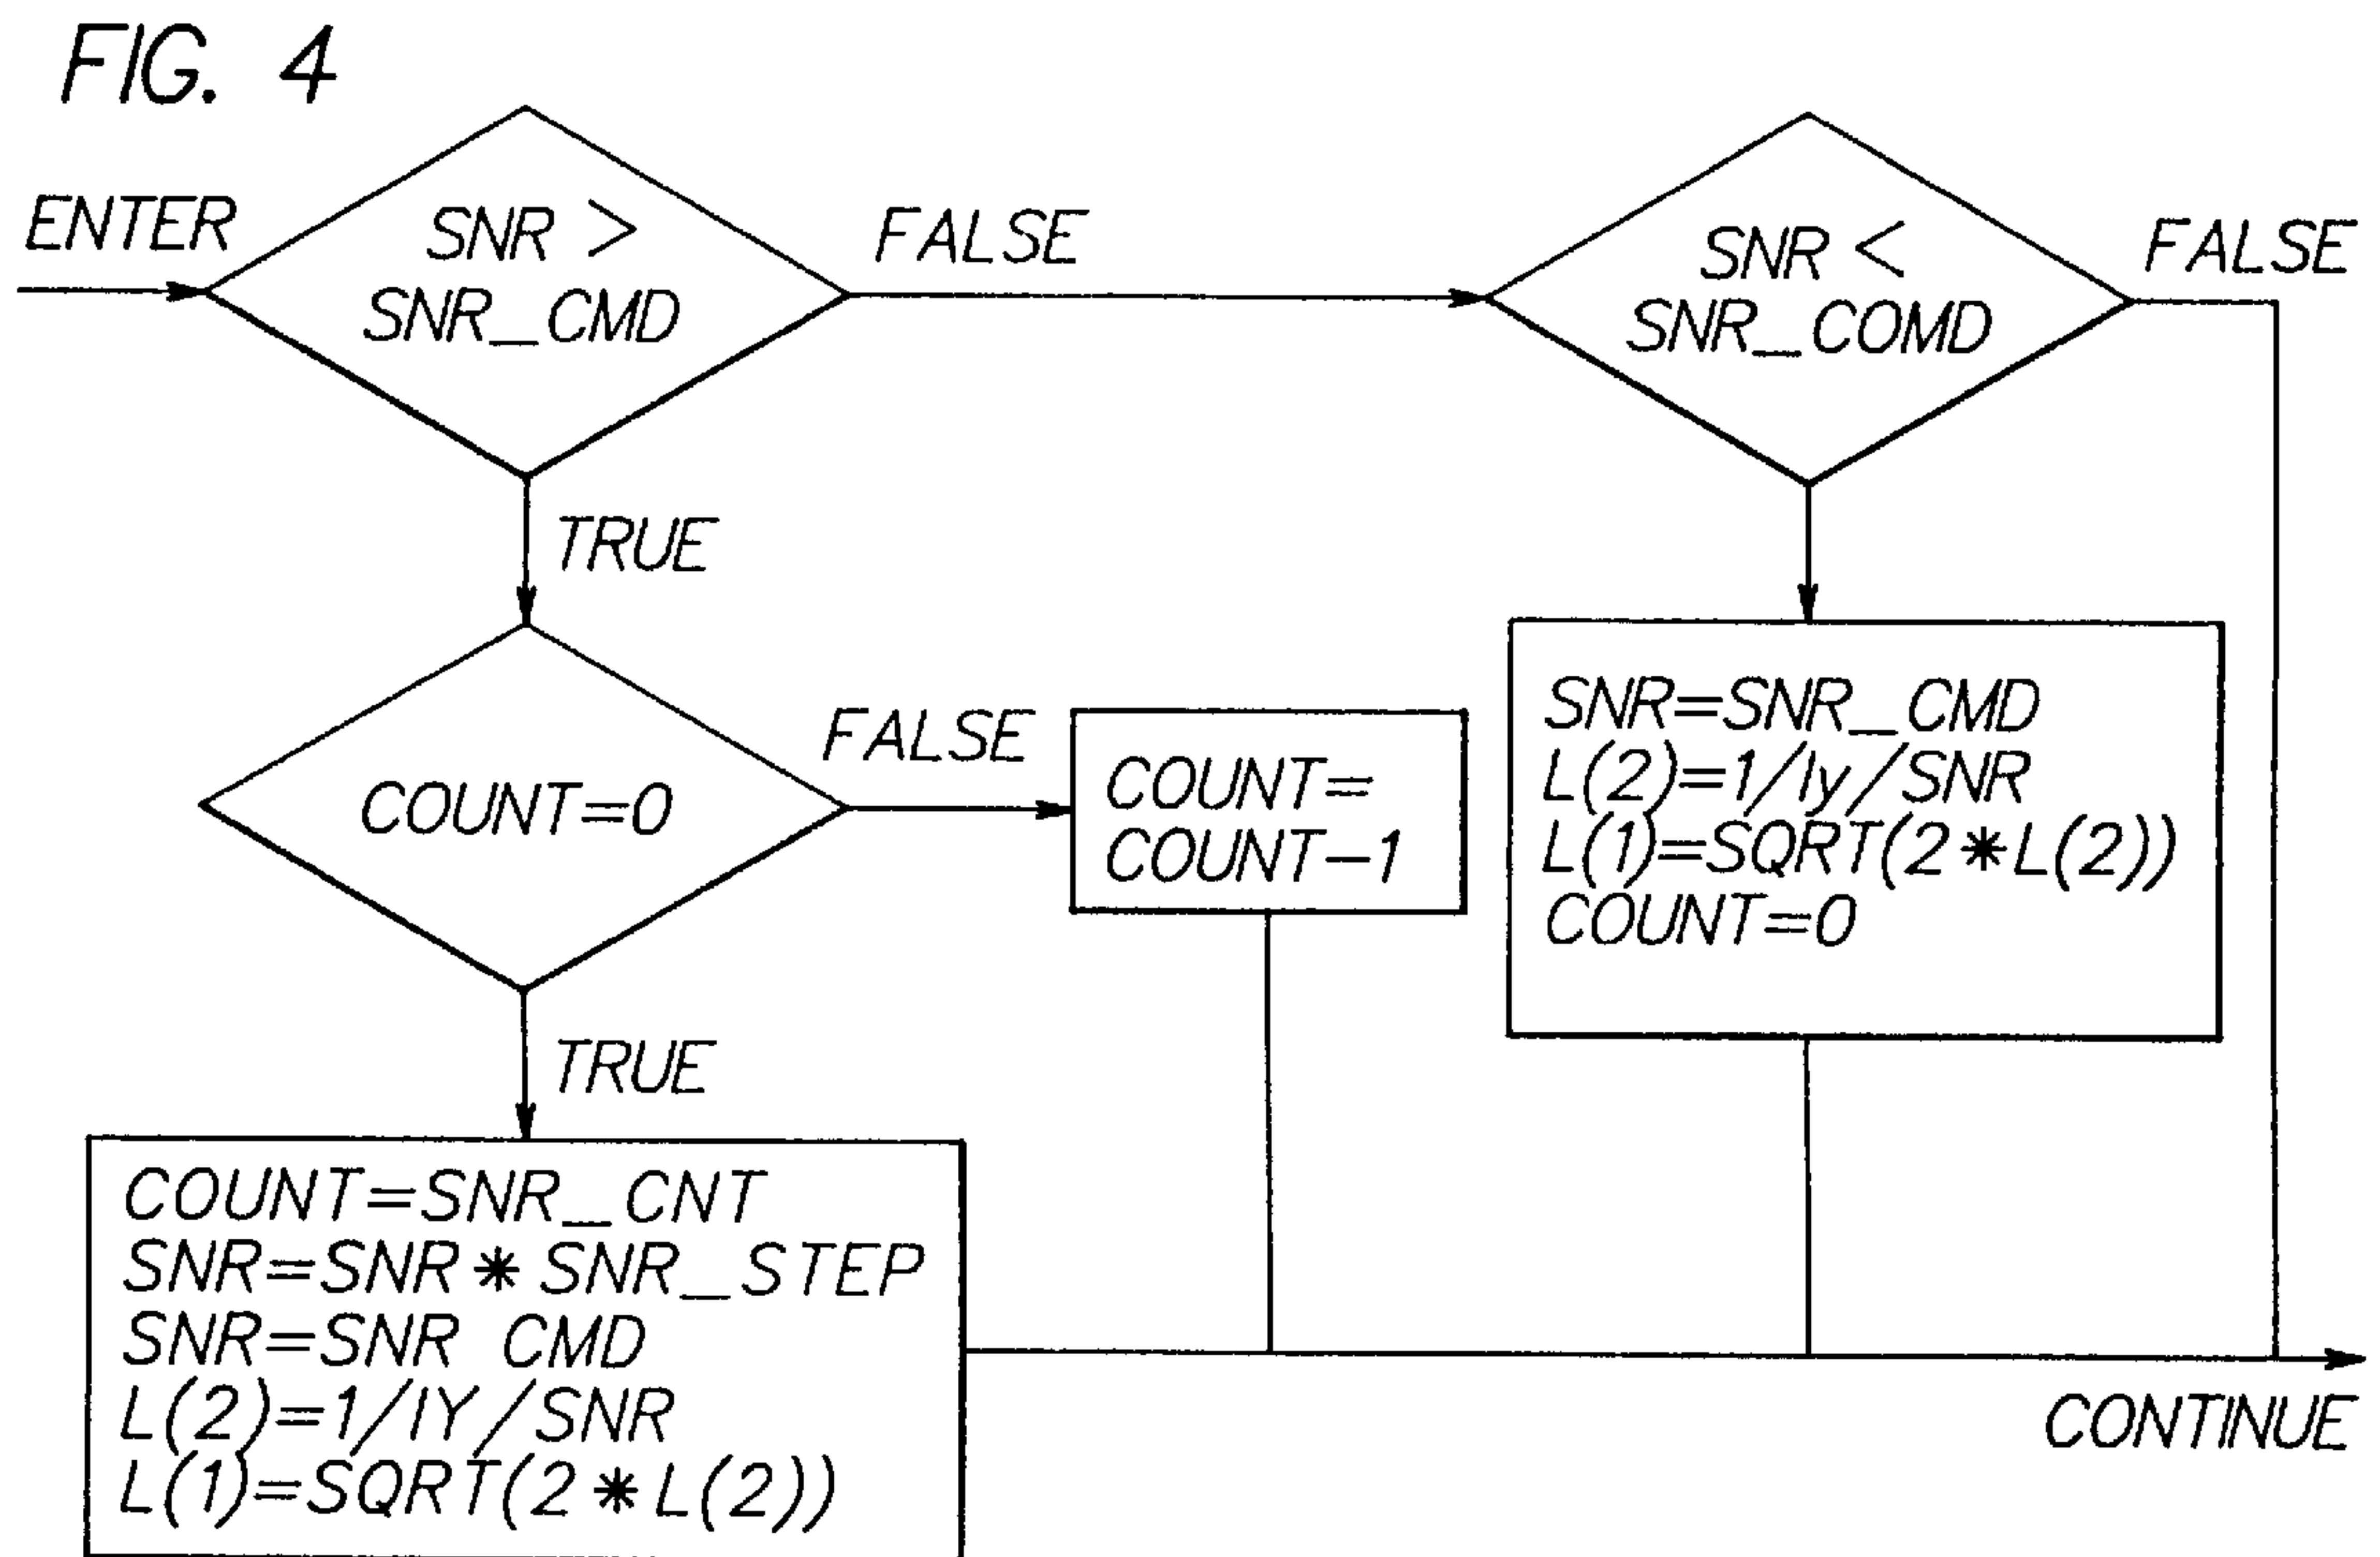 FIG. 4
ENTER
SNR >
SNR_CMD
FALSE
SNR <
SNR_COMD
FALSE
TRUE
COUNT=0
FALSE
COUNT=
COUNT-1
SNR=SNR_CMD
L(2)=1/Iy/SNR
L(1)=SQRT(2*L(2))
COUNT=0
TRUE
COUNT=SNR_CNT
SNR=SNR*SNR_STEP
SNR=SNR CMD
L(2)=1/IY/SNR
L(1)=SQRT(2*L(2))
CONTINUE